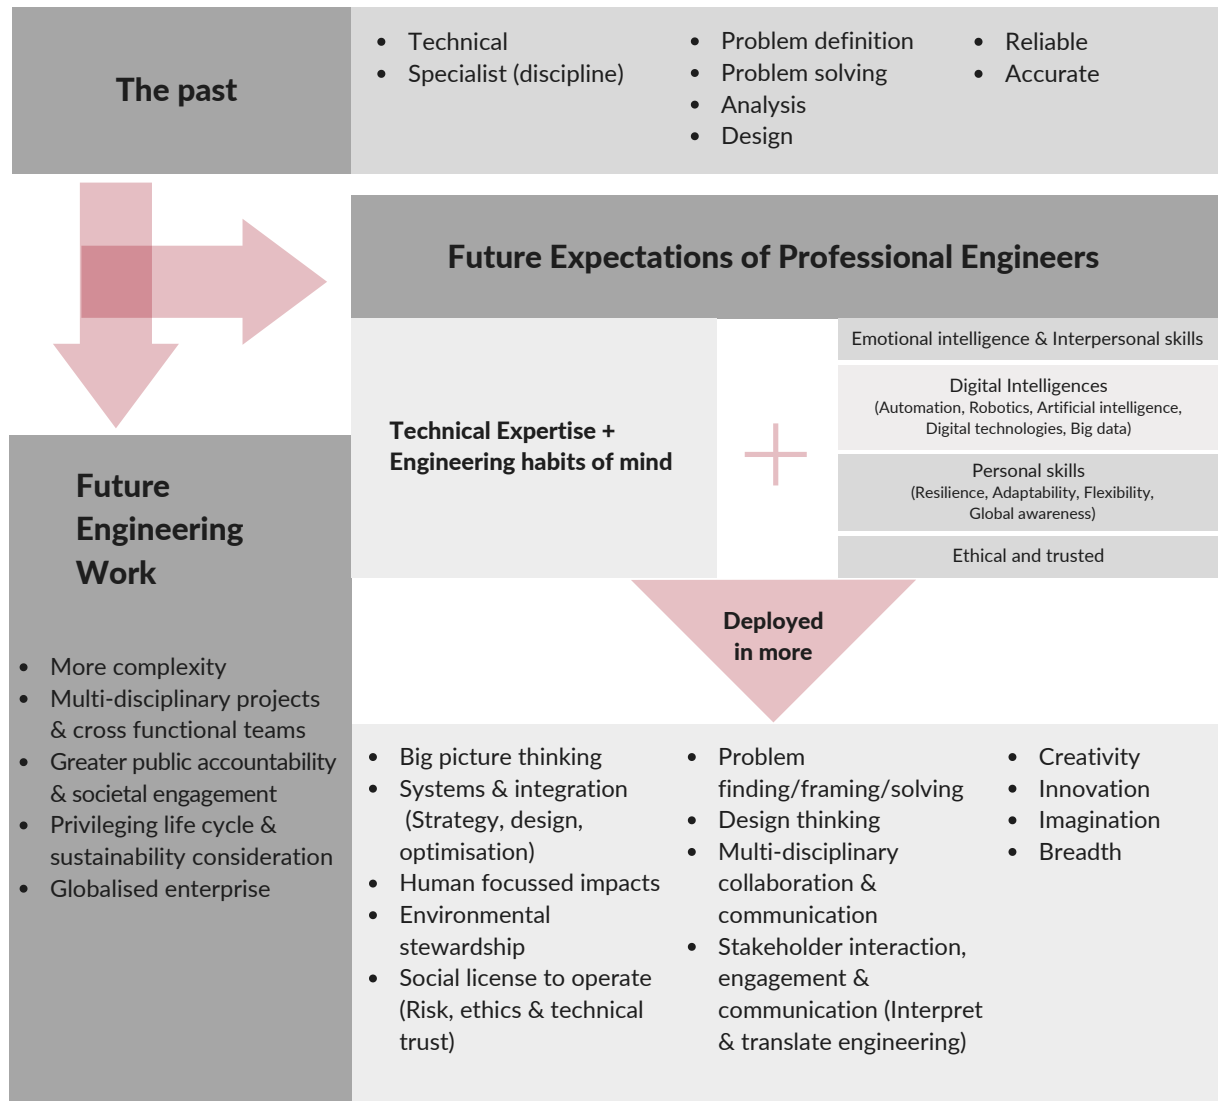 The past
• Technical
• Specialist (discipline)
• Problem definition
• Problem solving
• Analysis
• Design
• Reliable
• Accurate
Future Expectations of Professional Engineers
Technical Expertise +
Engineering habits of mind
Emotional intelligence & Interpersonal skills
Digital Intelligences
(Automation, Robotics, Artificial intelligence,
Digital technologies, Big data)
Personal skills
(Resilience, Adaptability, Flexibility,
Global awareness)
Ethical and trusted
Future
Engineering
Work
• More complexity
• Multi-disciplinary projects
& cross functional teams
• Greater public accountability
& societal engagement
• Privileging life cycle &
sustainability consideration
• Globalised enterprise
Deployed
in more
• Big picture thinking
• Systems & integration
(Strategy, design,
optimisation)
• Human focussed impacts
• Environmental
stewardship
• Social license to operate
(Risk, ethics & technical
trust)
• Problem
finding/framing/solving
• Design thinking
• Multi-disciplinary
collaboration &
communication
• Stakeholder interaction,
engagement &
communication (Interpret
& translate engineering)
• Creativity
• Innovation
• Imagination
• Breadth